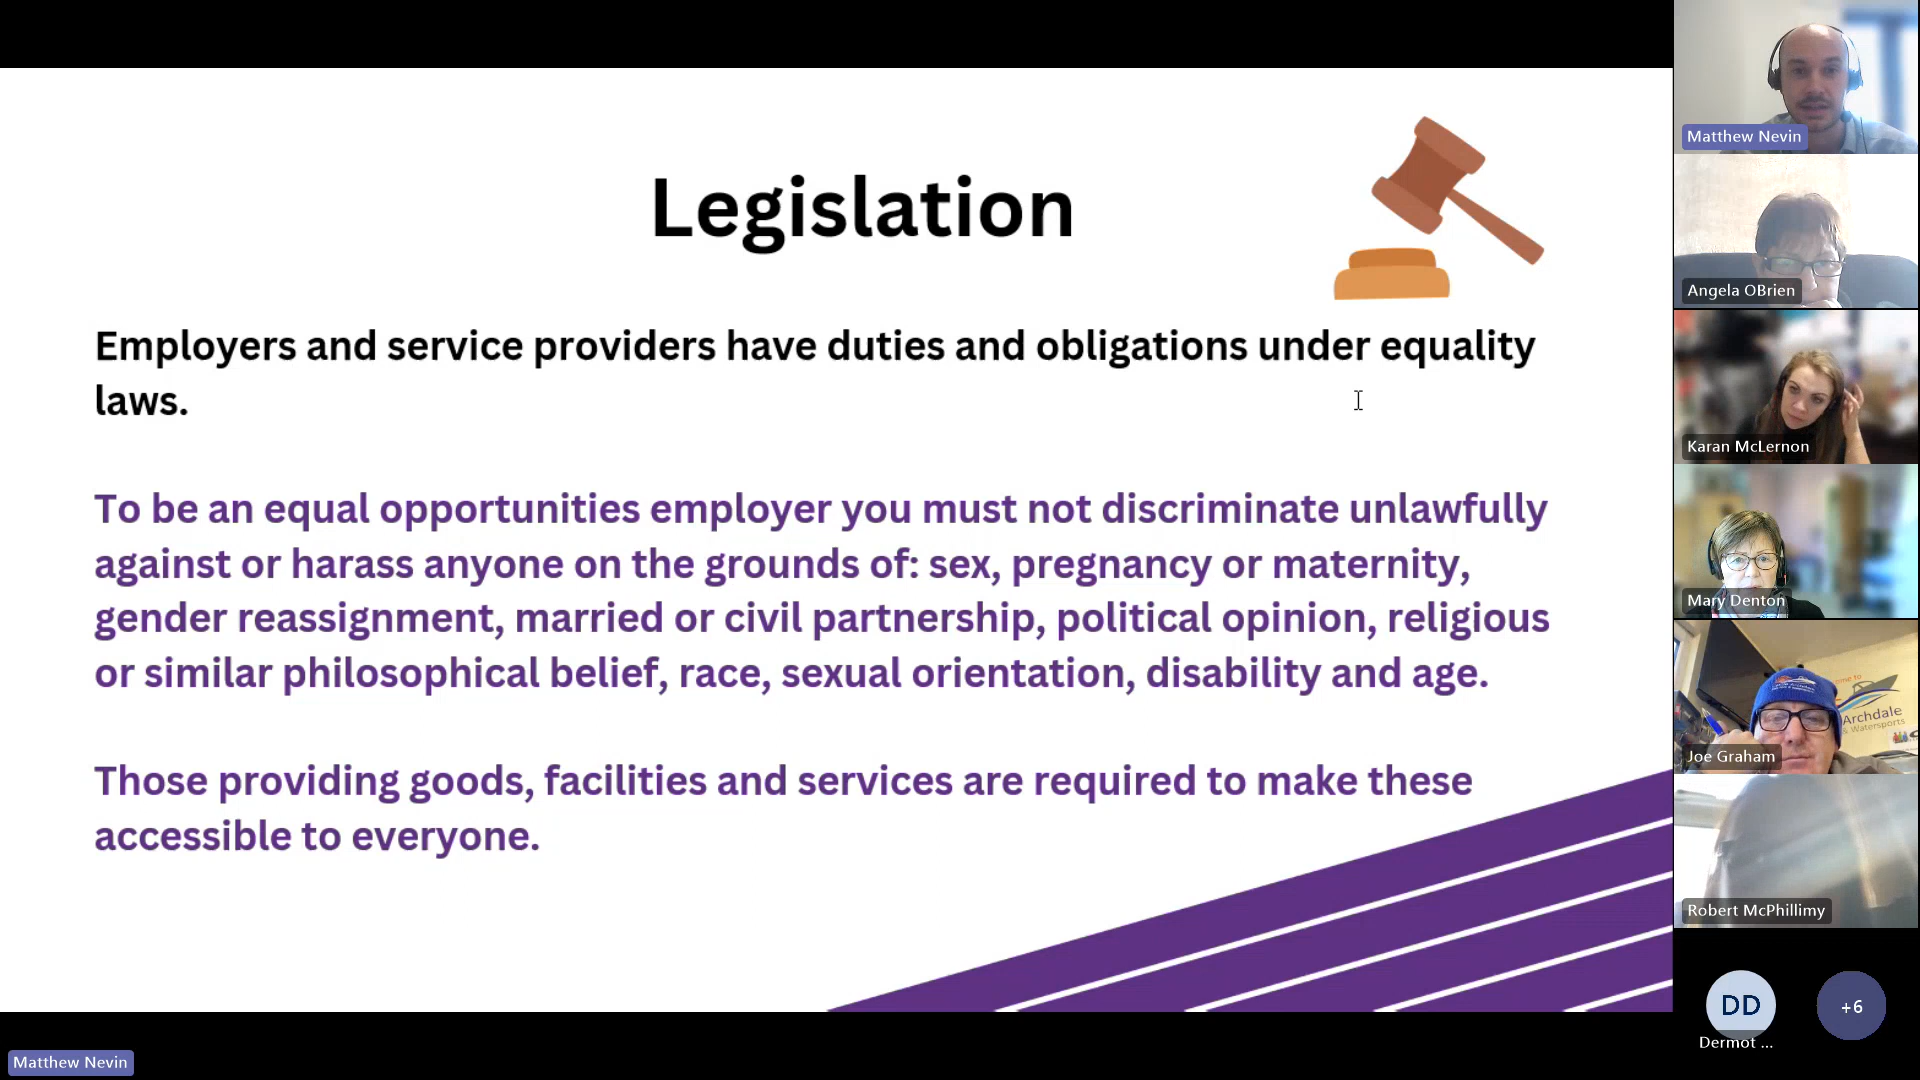 Legislation
Employers and service providers have duties and obligations under equality
laws.
To be an equal opportunities employer you must not discriminate unlawfully
against or harass anyone on the grounds of: sex, pregnancy or maternity,
gender reassignment, married or civil partnership, political opinion, religious
or similar philosophical belief, race, sexual orientation, disability and age.
Those providing goods, facilities and services are required to make these
accessible to everyone.
Matthew Nevin
Matthew Nevin
Angela OBrien
Karan McLernon
Mary Denton
Archdale
& Watersports
Joe Graham
Robert McPhillimy
DD
Dermot ...
+6